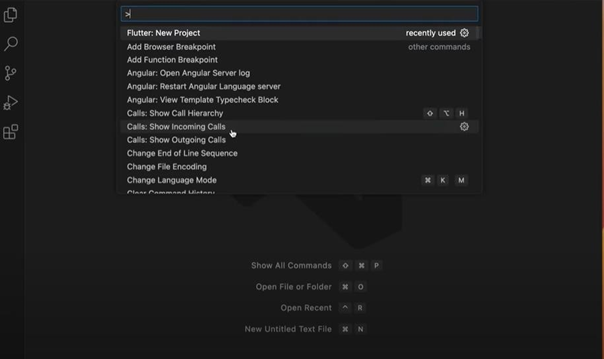 >
Flutter: New Project recently used
Add Browser Breakpoint other commands
Add Function Breakpoint
Angular: Open Angular Server log
Angular: Restart Angular Language server
Angular: View Template Typecheck Block
Calls: Show Call Hierarchy ⇧ ⌥ H
Calls: Show Incoming Calls
Calls: Show Outgoing Calls
Change End of Line Sequence
Change File Encoding
Change Language Mode ⌘ K M
Clear Command History
Show All Commands ⇧ ⌘ P
Open File or Folder ⌘ O
Open Recent ^ R
New Untitled Text File ⌘ N